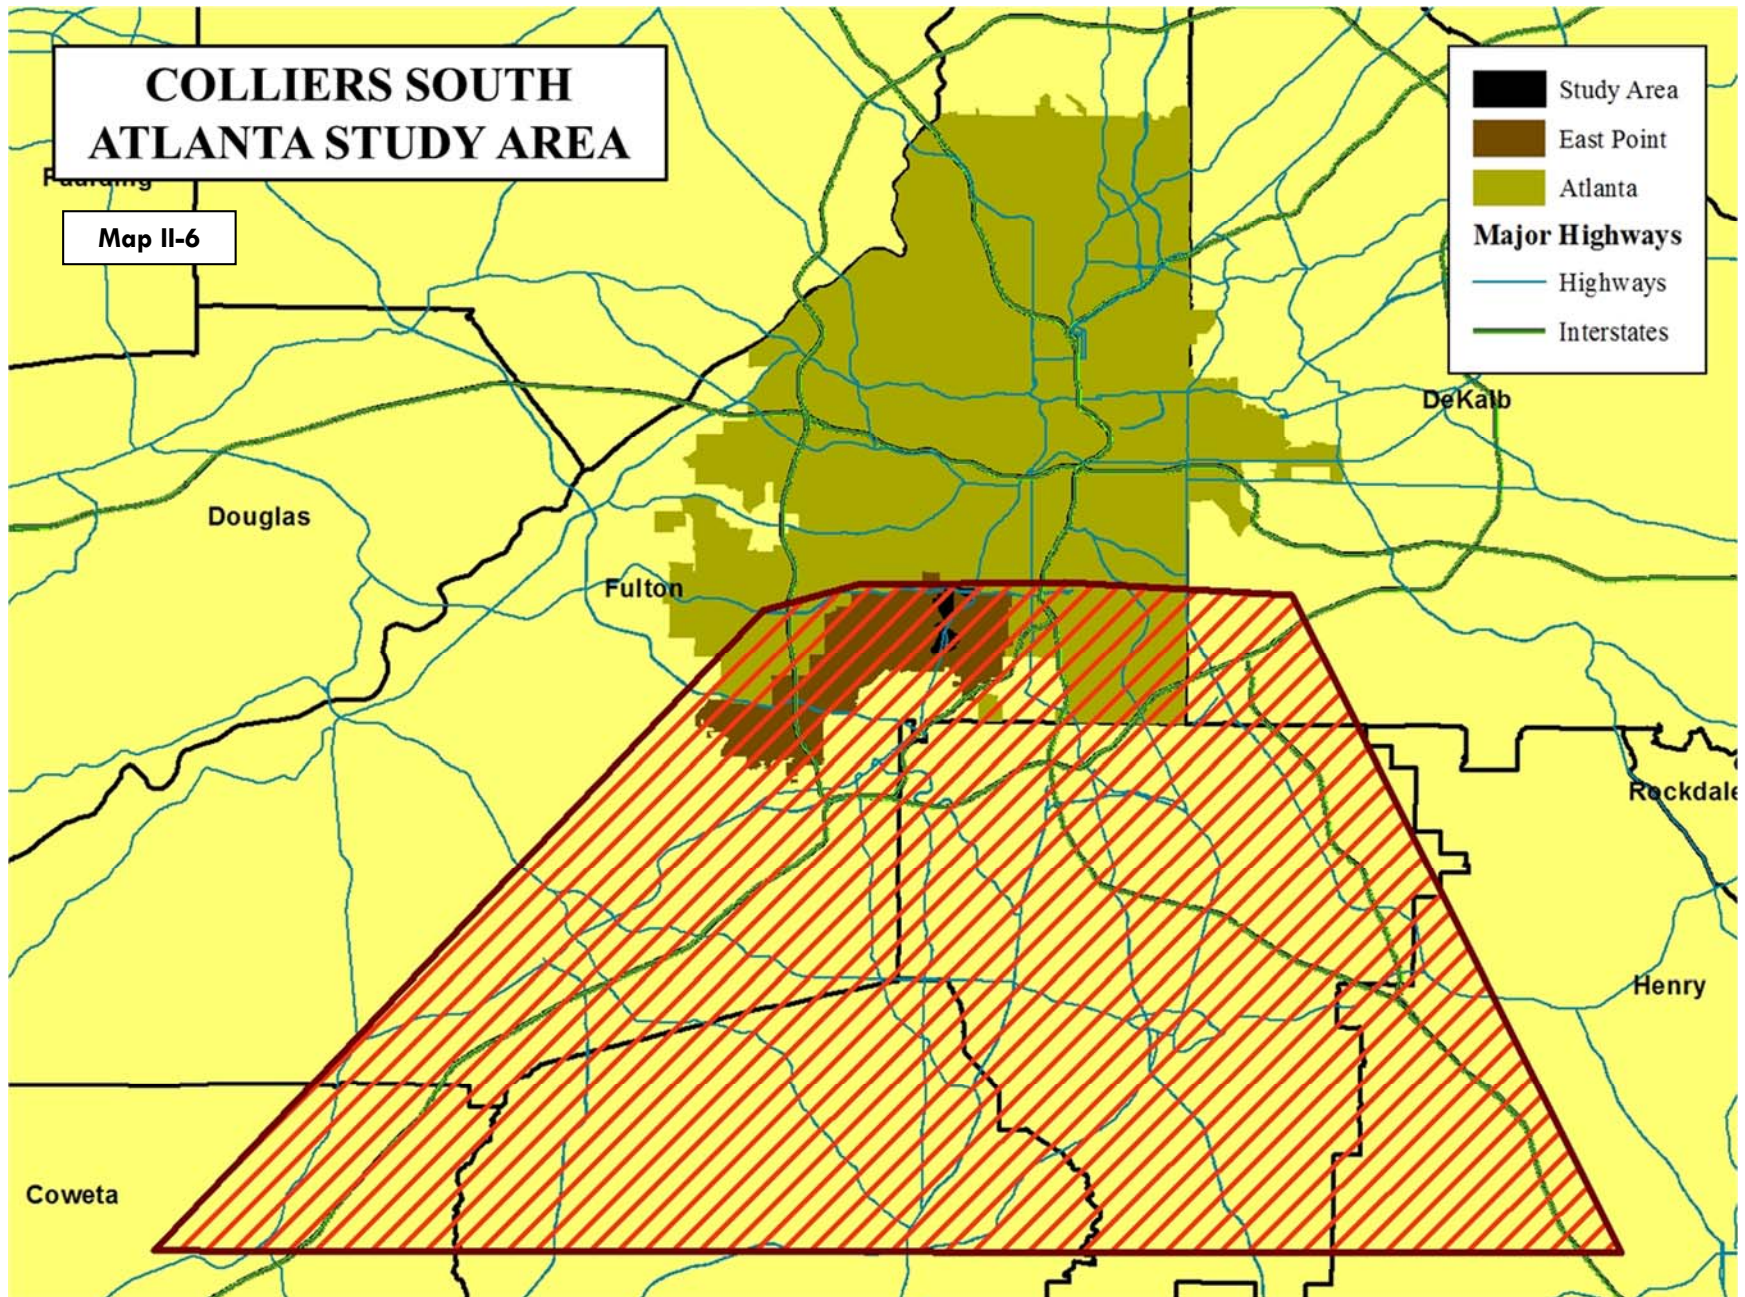 COLLIERS SOUTH
ATLANTA STUDY AREA
Paulding
Map II-6
Study Area
East Point
Atlanta
Major Highways
Highways
Interstates
DeKalb
Douglas
Fulton
Rockdale
Henry
Coweta